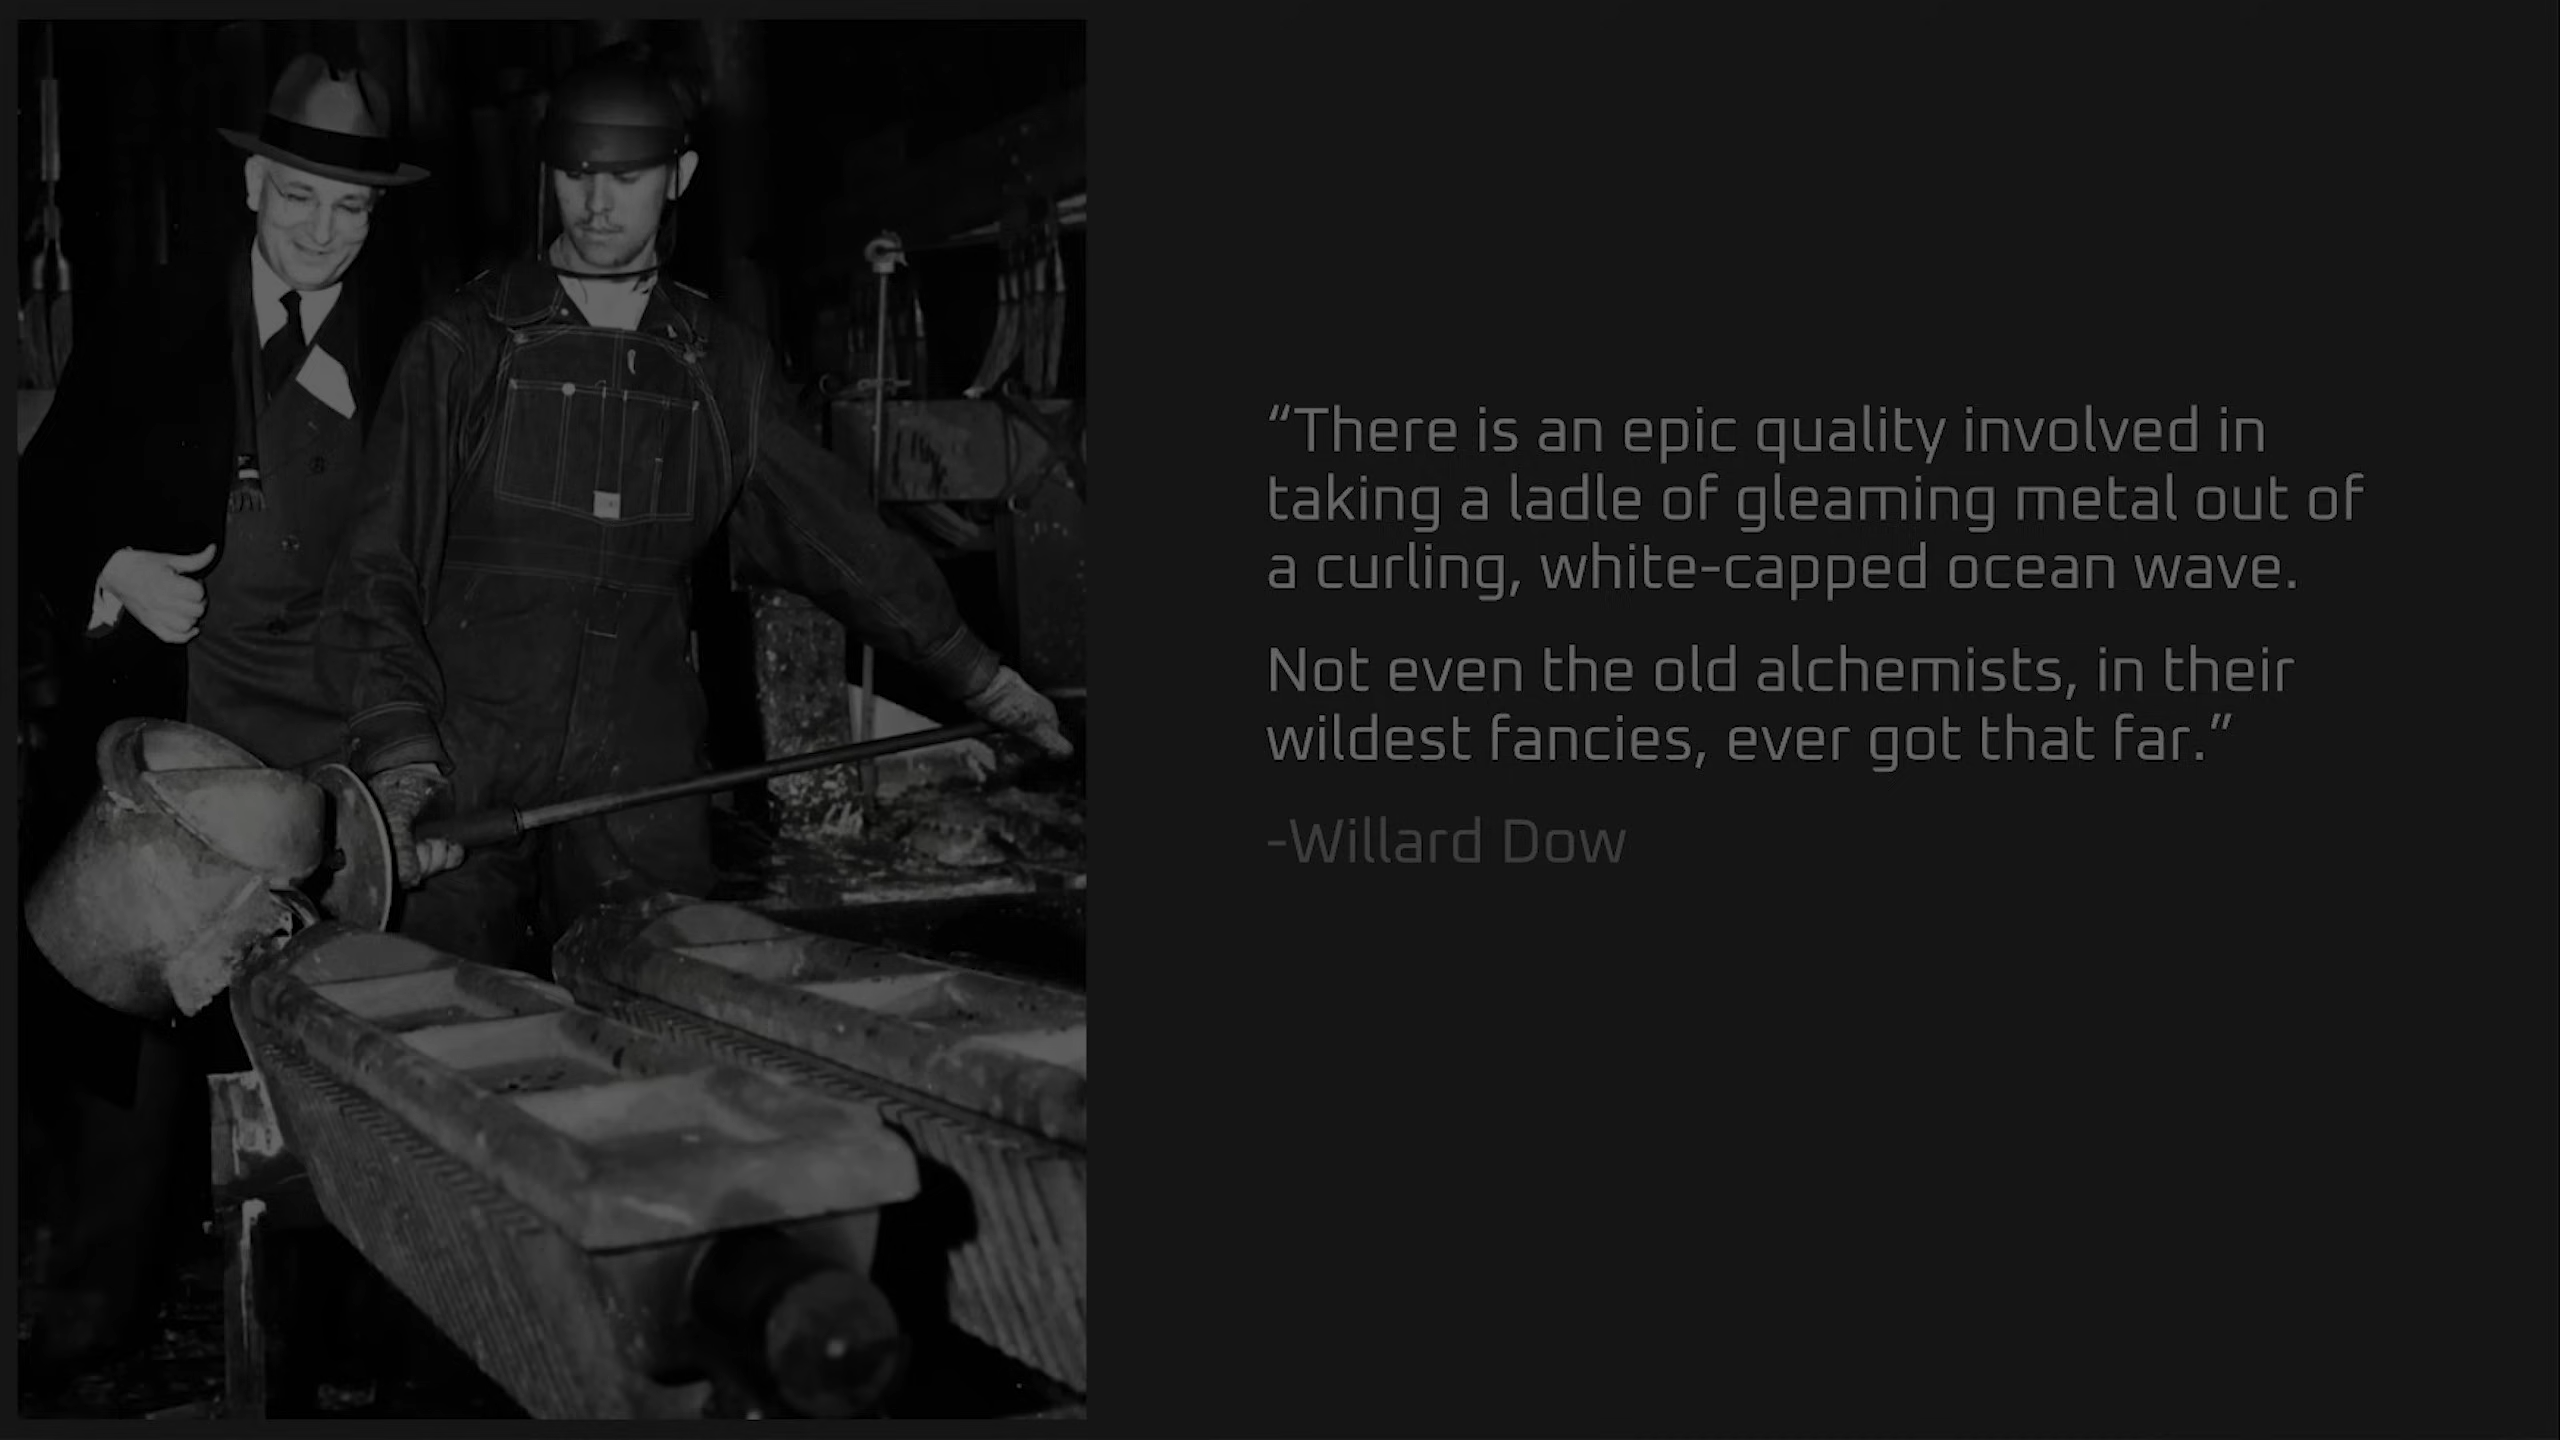 “There is an epic quality involved in
taking a ladle of gleaming metal out of
a curling, white-capped ocean wave.
Not even the old alchemists, in their
wildest fancies, ever got that far.”
-Willard Dow